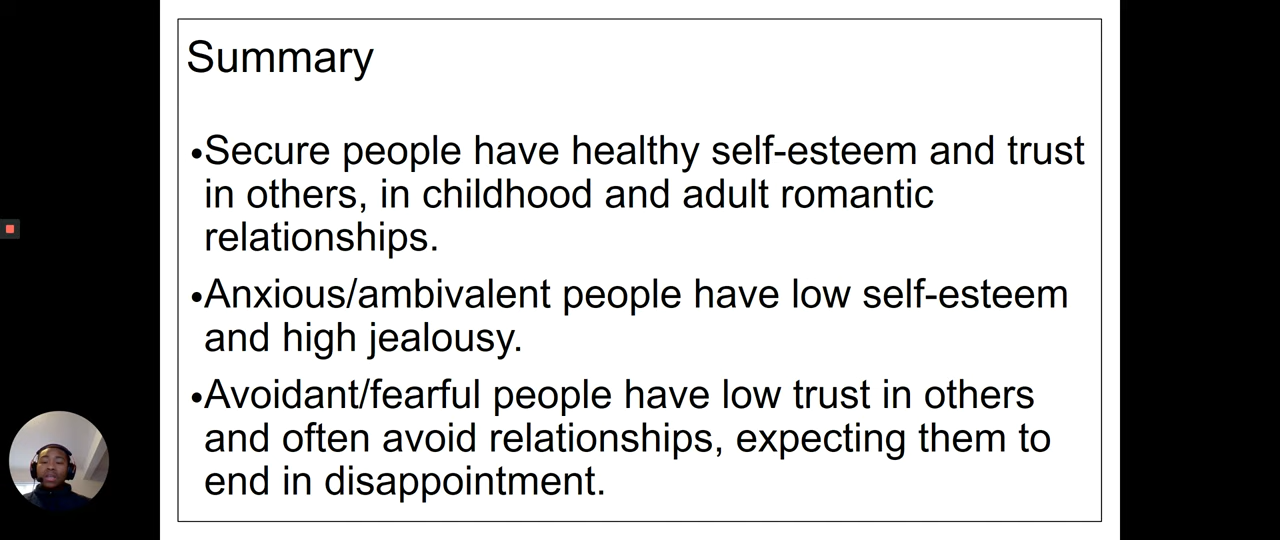 Summary
•Secure people have healthy self-esteem and trust
in others, in childhood and adult romantic
relationships.
•Anxious/ambivalent people have low self-esteem
and high jealousy.
•Avoidant/fearful people have low trust in others
and often avoid relationships, expecting them to
end in disappointment.